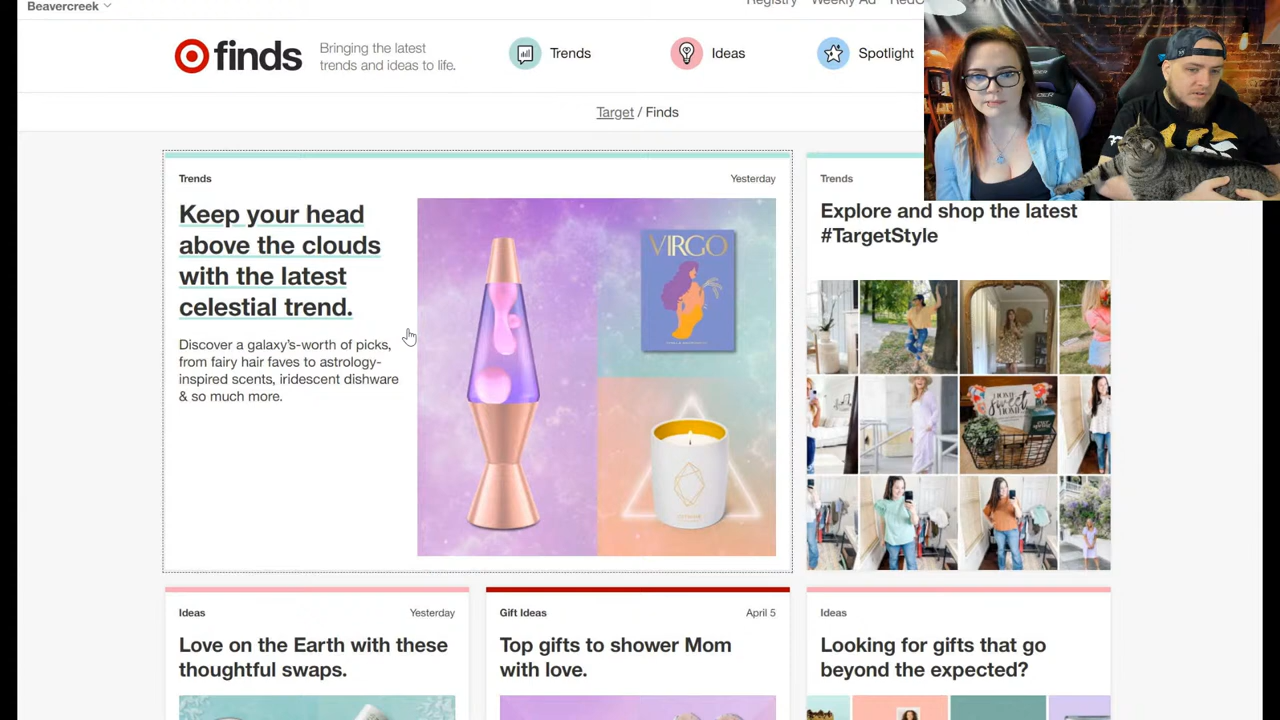 Beavercreek
Registry Weekly Ad
finds
Bringing the latest
trends and ideas to life.
Trends
Ideas
Spotlight
Target / Finds
Trends
Yesterday
Keep your head
above the clouds
with the latest
celestial trend.
Discover a galaxy's-worth of picks,
from fairy hair faves to astrology-
inspired scents, iridescent dishware
& so much more.
VIRGO
Trends
Explore and shop the latest
#TargetStyle
HOME
Sweet
HOME
Ideas
Yesterday
Love on the Earth with these
thoughtful swaps.
Gift Ideas
April 5
Top gifts to shower Mom
with love.
Ideas
Looking for gifts that go
beyond the expected?